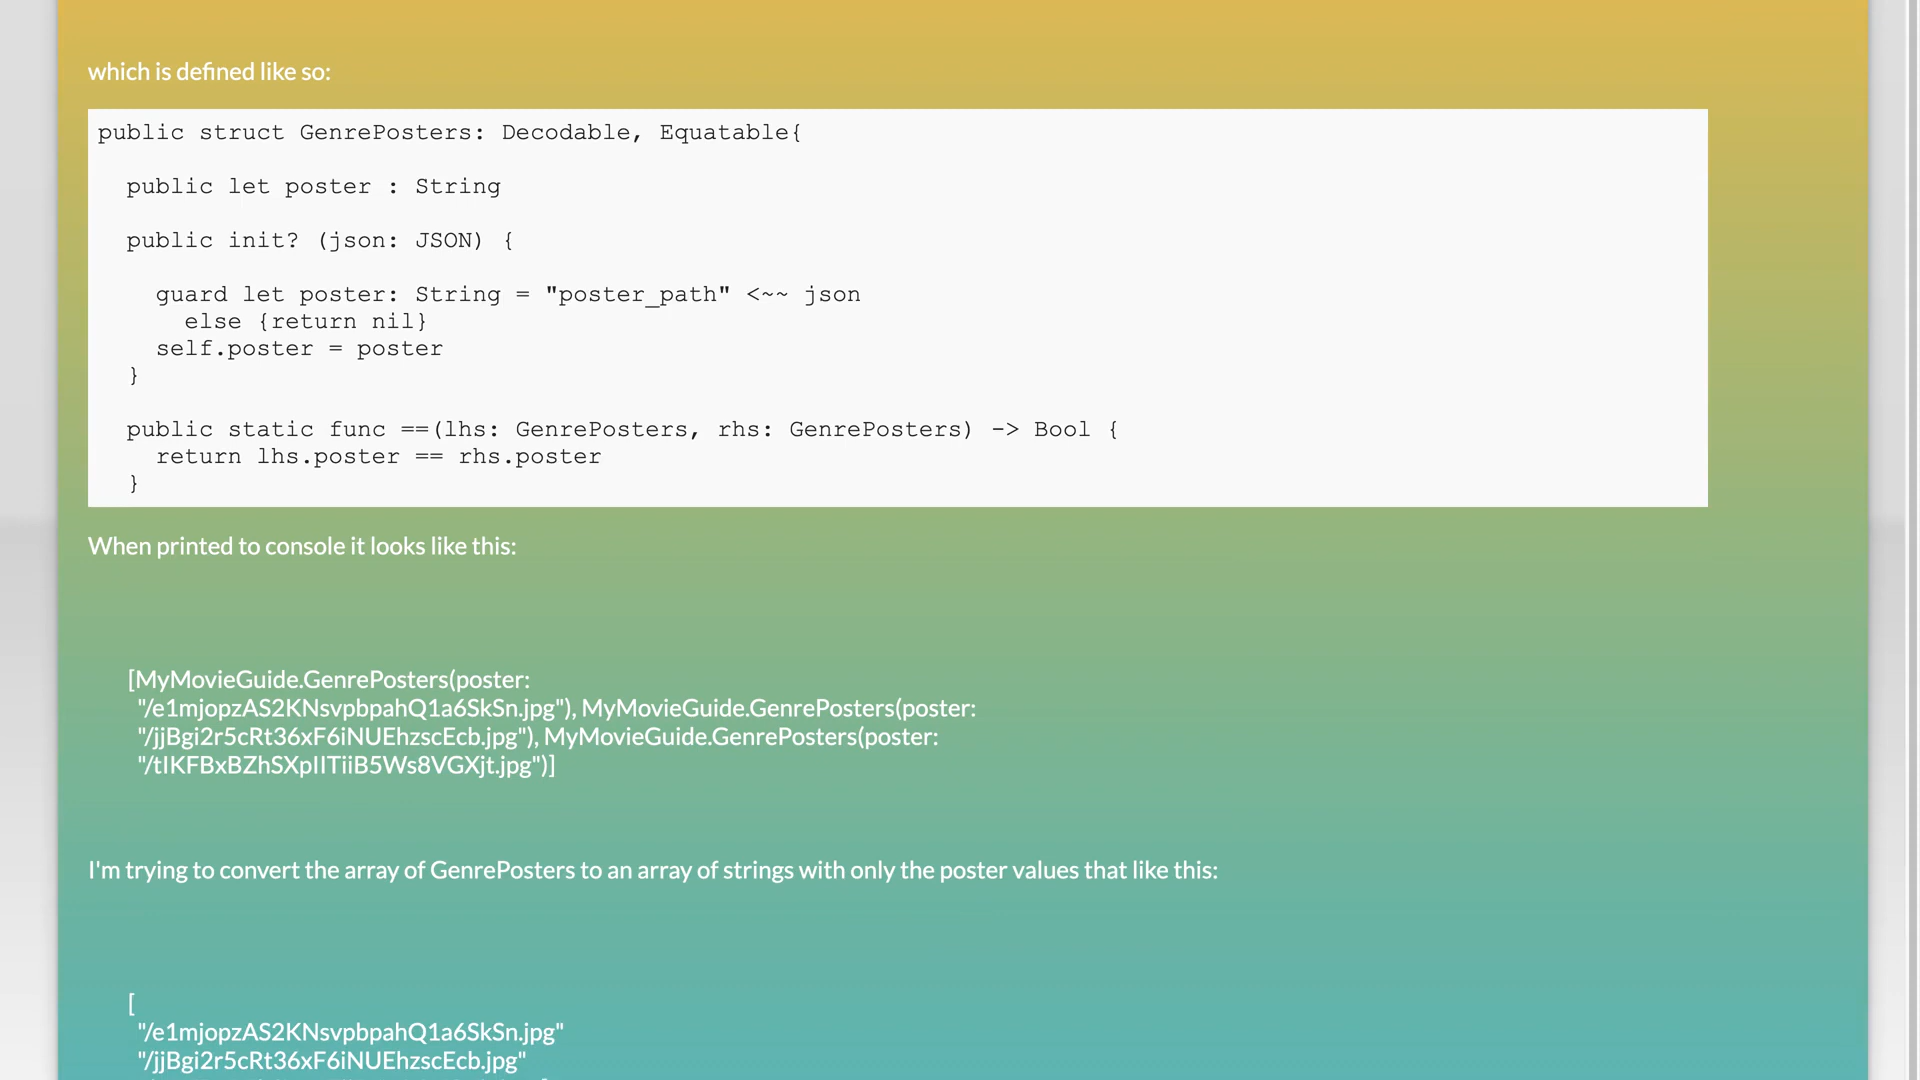 which is defined like so:
public struct GenrePosters: Decodable, Equatable{
public let poster : String
public init? (json: JSON) {
guard let poster: String = "poster_path" <~~ json
else {return nil}
self.poster = poster
}
public static func ==(lhs: GenrePosters, rhs: GenrePosters) -> Bool {
return lhs.poster == rhs.poster
}
When printed to console it looks like this:
[MyMovieGuide.GenrePosters(poster:
"/e1mjopzAS2KNsvpbpahQ1a6SkSn.jpg"), MyMovieGuide.GenrePosters(poster:
"/jjBgi2r5cRt36xF6iNUEhzscEcb.jpg"), MyMovieGuide.GenrePosters(poster:
"/tIKFBxBZhSXpIITiiB5Ws8VGXjt.jpg")]
I'm trying to convert the array of GenrePosters to an array of strings with only the poster values that like this:
[
"/e1mjopzAS2KNsvpbpahQ1a6SkSn.jpg"
"/jjBgi2r5cRt36xF6iNUEhzscEcb.jpg"